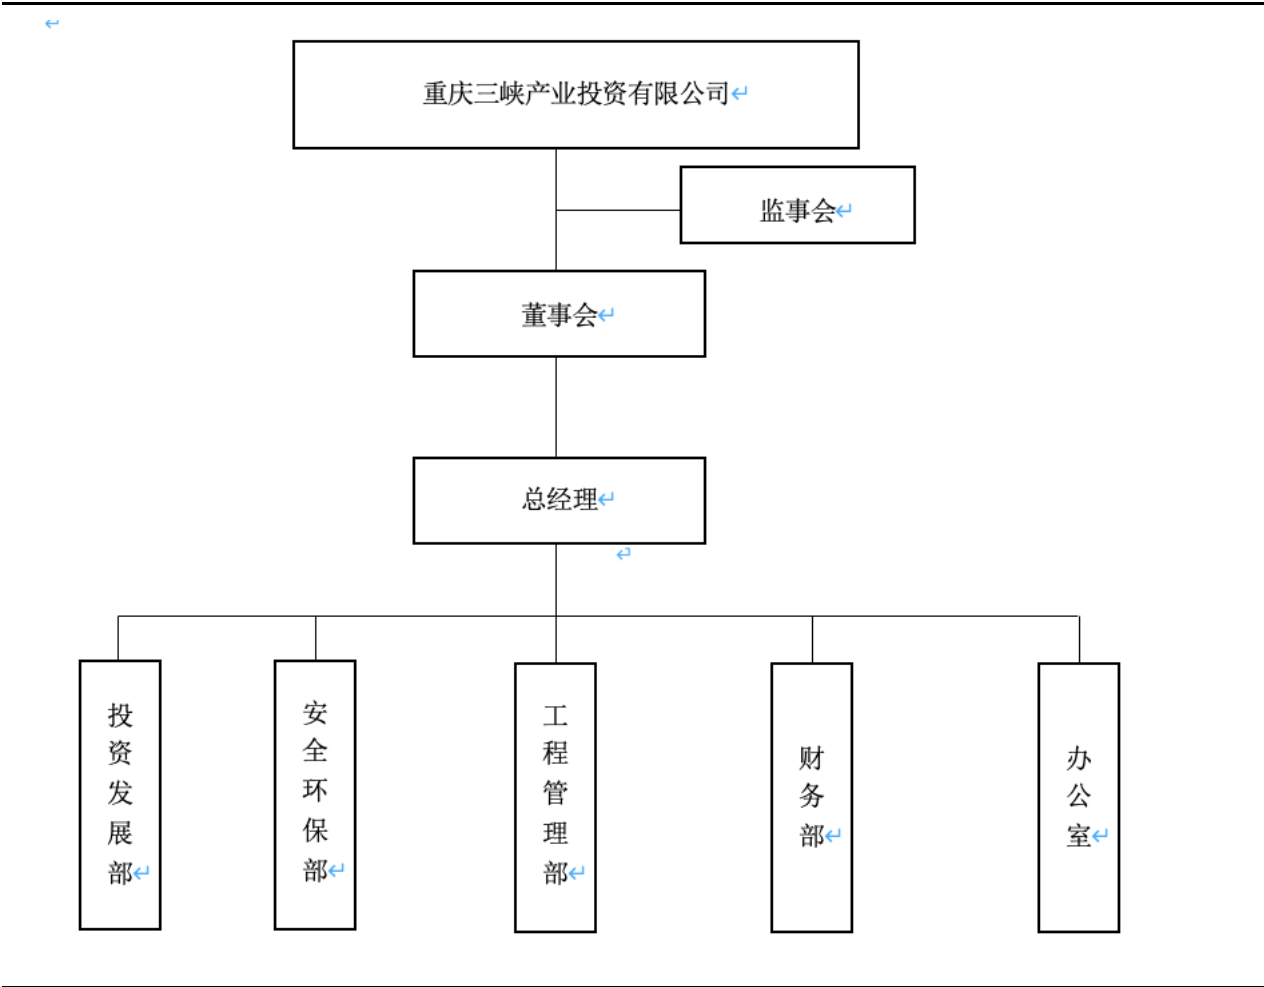 重庆三峡产业投资有限公司
监事会
董事会
总经理
投资发展部
安全环保部
工程管理部
财务部
办公室